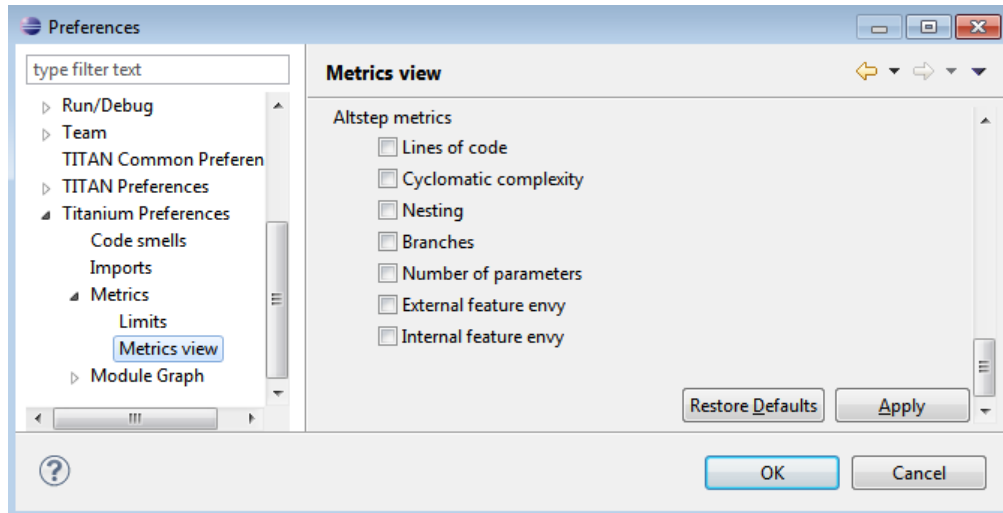 Preferences
type filter text
Run/Debug
Team
TITAN Common Preferen
TITAN Preferences
Titanium Preferences
Code smells
Imports
Metrics
Limits
Metrics view
Module Graph
Metrics view
Altstep metrics
Lines of code
Cyclomatic complexity
Nesting
Branches
Number of parameters
External feature envy
Internal feature envy
Restore Defaults
Apply
OK
Cancel